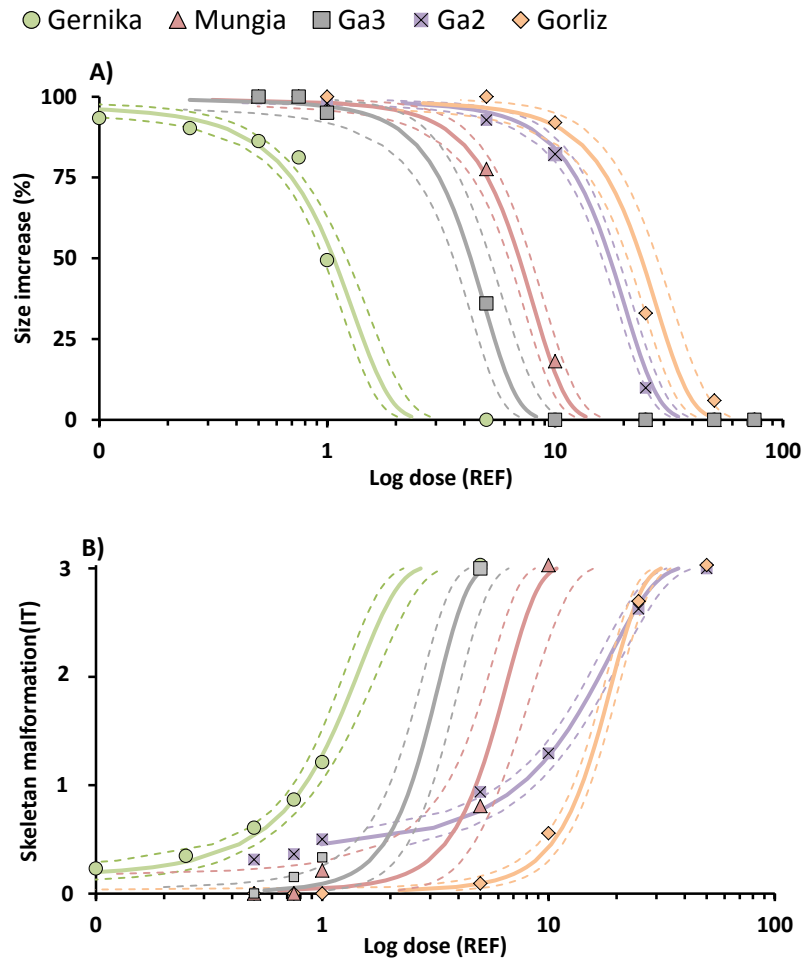 Gernika Mungia Ga3 Ga2 Gorliz
A)
100
75
50
25
0
Size imcrease (%)
0 1 10 100
Log dose (REF)
B)
3
2
1
0
Skeletan malformation(IT)
0 1 10 100
Log dose (REF)